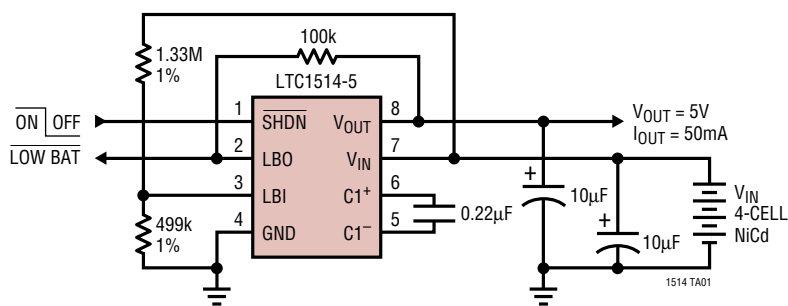 1.33M
1%
100k
LTC1514-5
ON OFF
LOW BAT
1 SHDN VOUT 8
2 LBO VIN 7
3 LBI C1+ 6
4 GND C1– 5
499k
1%
0.22µF
+
10µF
+
10µF
VOUT = 5V
IOUT = 50mA
VIN
4-CELL
NiCd
1514 TA01